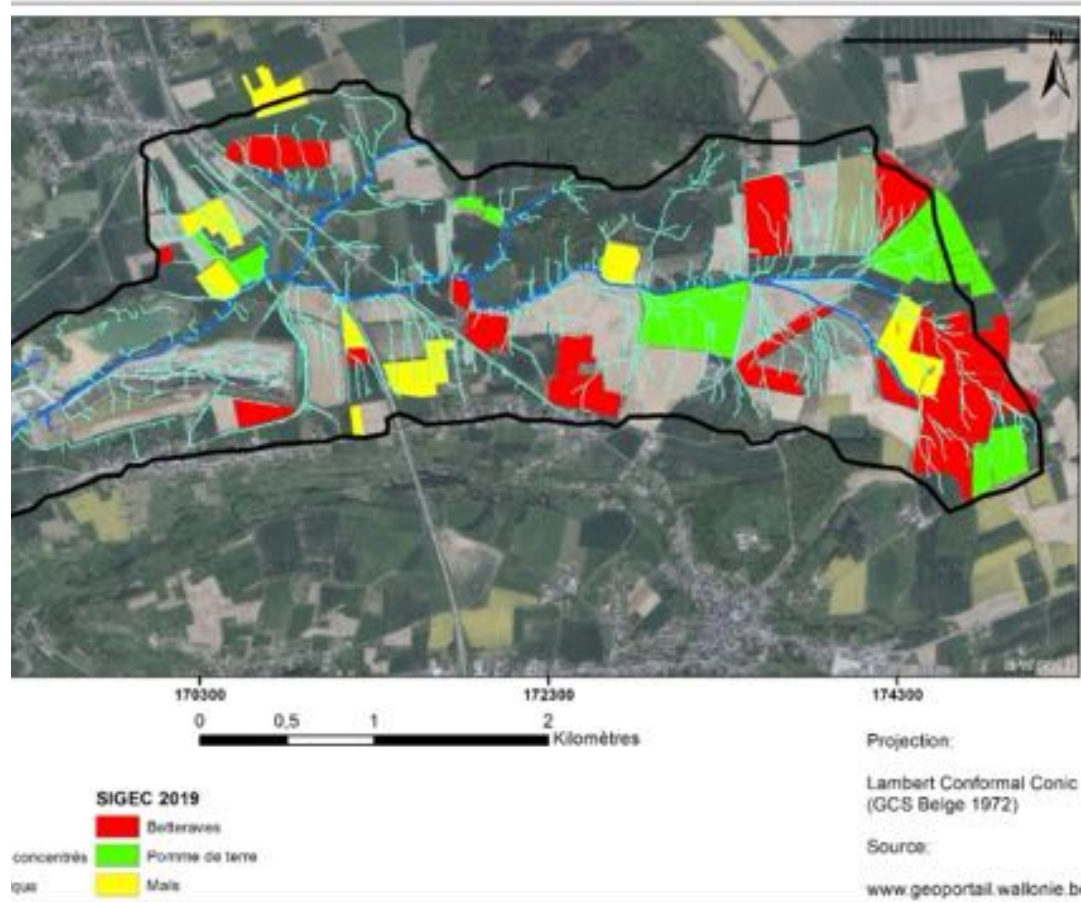 N
170300
172300
174300
0
0,5
1
2
Kilomètres
Projection:
Lambert Conformal Conic
(GCS Belge 1972)
Source:
www.geoportail.wallonie.be
SIGEC 2019
Betteraves
concentrés
Pomme de terre
que
Maïs